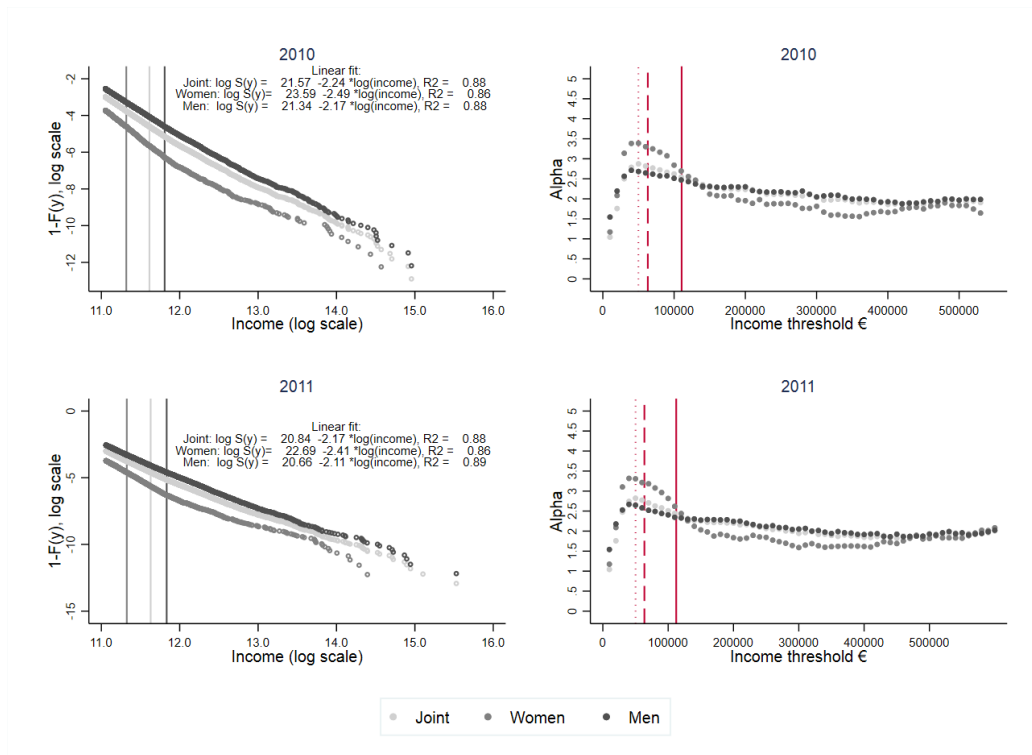 2010
Linear fit:
Joint: log S(y) = 21.57 -2.24 *log(income), R2 = 0.88
Women: log S(y)= 23.59 -2.49 *log(income), R2 = 0.86
Men: log S(y) = 21.34 -2.17 *log(income), R2 = 0.88
1-F(y), log scale
-2
-4
-6
-8
-10
-12
11.0 12.0 13.0 14.0 15.0 16.0
Income (log scale)
2010
Alpha
5
4.5
4
3.5
3
2.5
2
1.5
1
.5
0
0 100000 200000 300000 400000 500000
Income threshold €
2011
Linear fit:
Joint: log S(y) = 20.84 -2.17 *log(income), R2 = 0.88
Women: log S(y) = 22.69 -2.41 *log(income), R2 = 0.86
Men: log S(y) = 20.66 -2.11 *log(income), R2 = 0.89
1-F(y), log scale
0
-5
-10
-15
11.0 12.0 13.0 14.0 15.0 16.0
Income (log scale)
2011
Alpha
5
4.5
4
3.5
3
2.5
2
1.5
1
.5
0
0 100000 200000 300000 400000 500000
Income threshold €
Joint Women Men